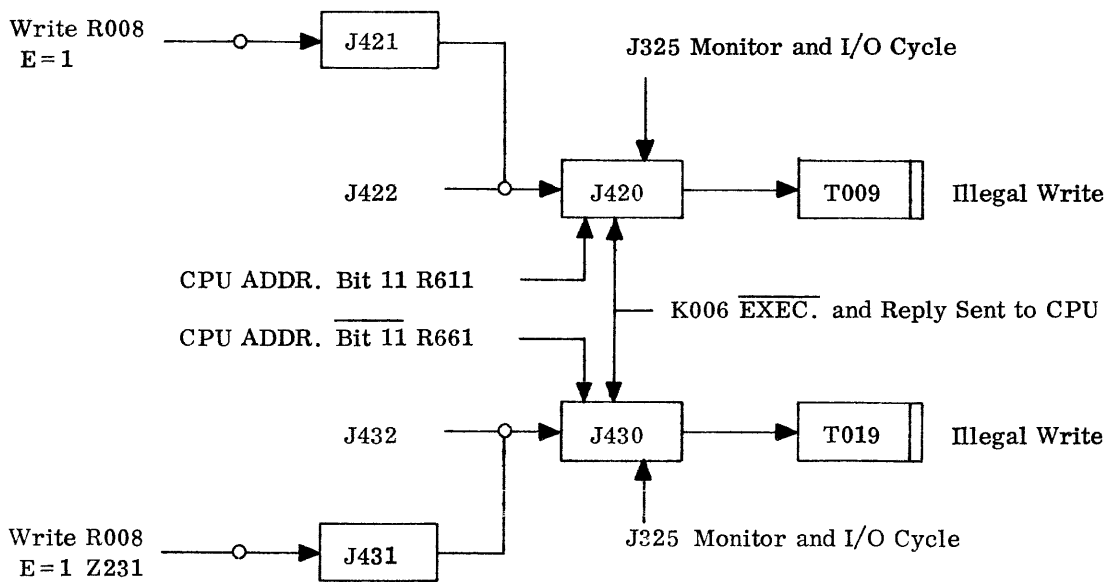 Write R008
E=1
J421
J325 Monitor and I/O Cycle
J422
J420
T009
Illegal Write
CPU ADDR. Bit 11 R611
K006 EXEC. and Reply Sent to CPU
CPU ADDR. Bit 11 R661
J432
J430
T019
Illegal Write
Write R008
E=1 Z231
J431
J325 Monitor and I/O Cycle